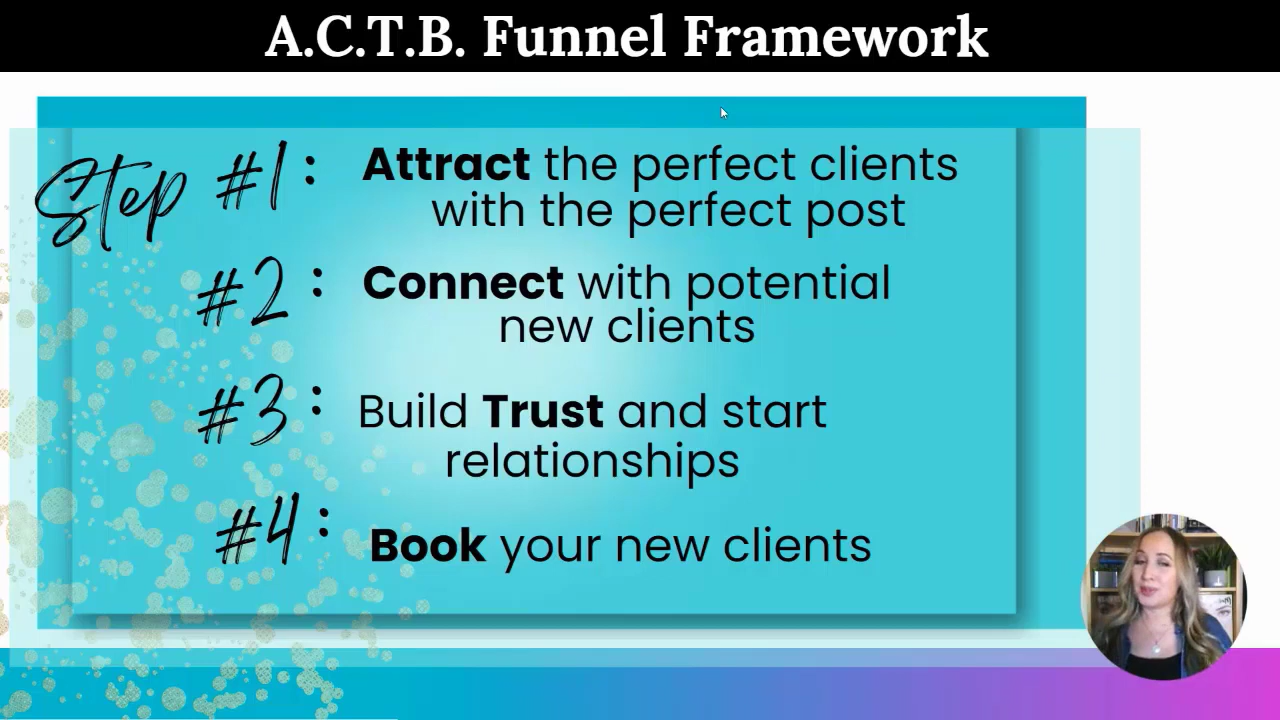 A.C.T.B. Funnel Framework
Step #1: Attract the perfect clients
with the perfect post
#2: Connect with potential
new clients
#3: Build Trust and start
relationships
#4: Book your new clients